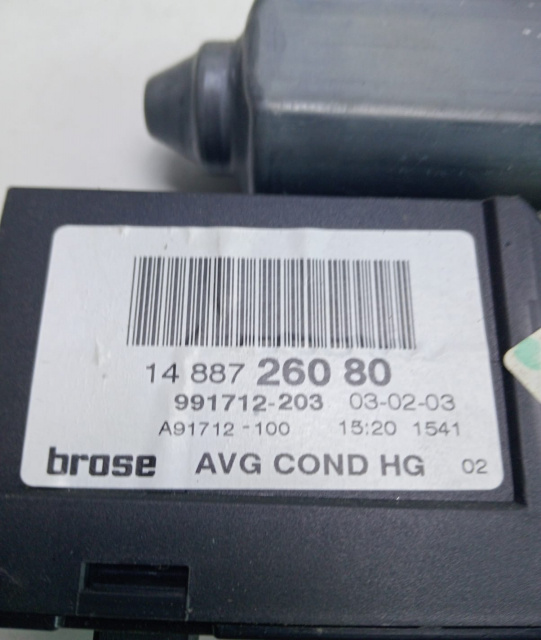 14 887 260 80
991712-203 03-02-03
A91712-100 15:20 1541
brose AVG COND HG 02